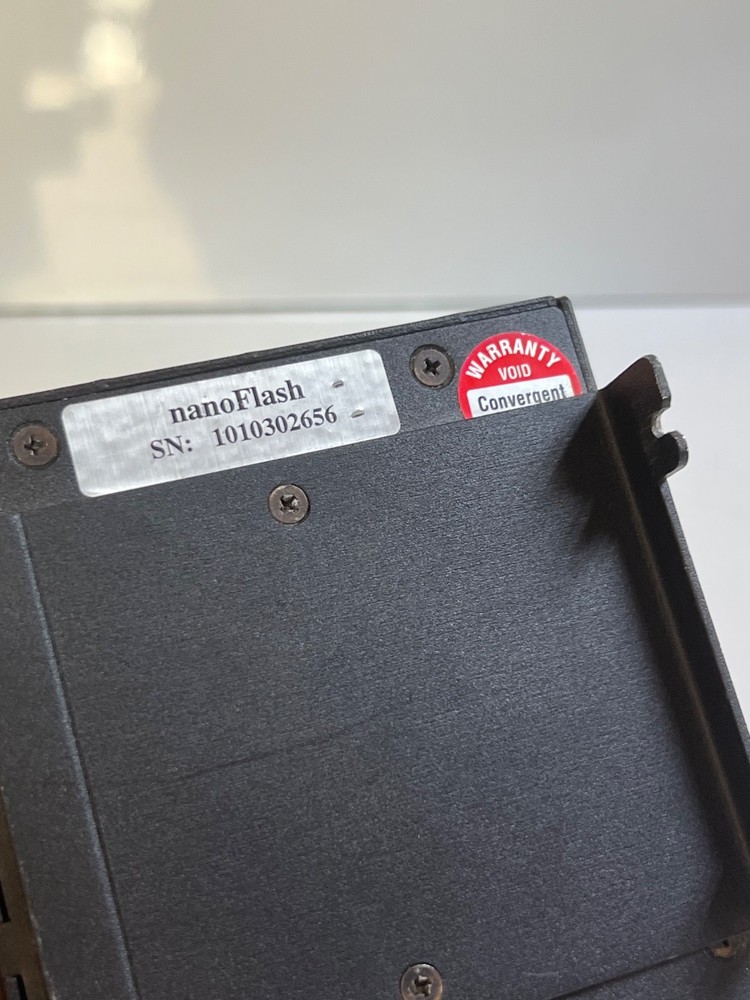 nanoFlash
SN: 1010302656
WARRANTY
VOID
Convergent